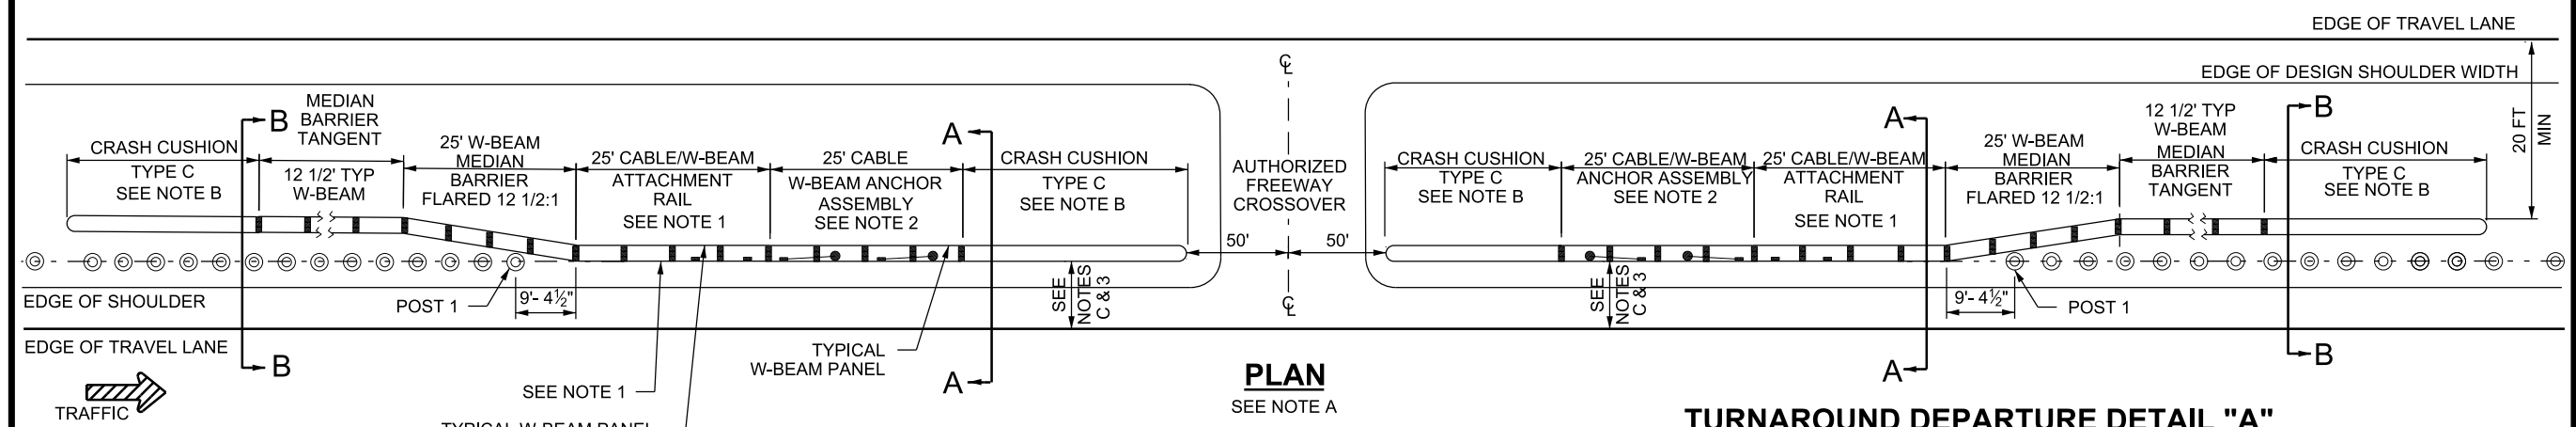 EDGE OF TRAVEL LANE
EDGE OF DESIGN SHOULDER WIDTH
20 FT
MIN
CRASH CUSHION
TYPE C
SEE NOTE B
B
MEDIAN
BARRIER
TANGENT
12 1/2' TYP
W-BEAM
25' W-BEAM
MEDIAN
BARRIER
FLARED 12 1/2:1
25' CABLE/W-BEAM
ATTACHMENT
RAIL
SEE NOTE 1
25' CABLE
W-BEAM ANCHOR
ASSEMBLY
SEE NOTE 2
A
CRASH CUSHION
TYPE C
SEE NOTE B
℄
AUTHORIZED
FREEWAY
CROSSOVER
50'
50'
℄
CRASH CUSHION
TYPE C
SEE NOTE B
25' CABLE/W-BEAM
ANCHOR ASSEMBLY
SEE NOTE 2
25' CABLE/W-BEAM
ATTACHMENT
RAIL
SEE NOTE 1
A
25' W-BEAM
MEDIAN
BARRIER
FLARED 12 1/2:1
12 1/2' TYP
W-BEAM
MEDIAN
BARRIER
TANGENT
B
CRASH CUSHION
TYPE C
SEE NOTE B
EDGE OF SHOULDER
POST 1
9'- 4½"
SEE
NOTES
C & 3
SEE
NOTES
C & 3
9'- 4½"
POST 1
EDGE OF TRAVEL LANE
B
TRAFFIC
SEE NOTE 1
TYPICAL
W-BEAM PANEL
A
TYPICAL W-BEAM PANEL
PLAN
SEE NOTE A
A
B
TURNAROUND DEPARTURE DETAIL "A"